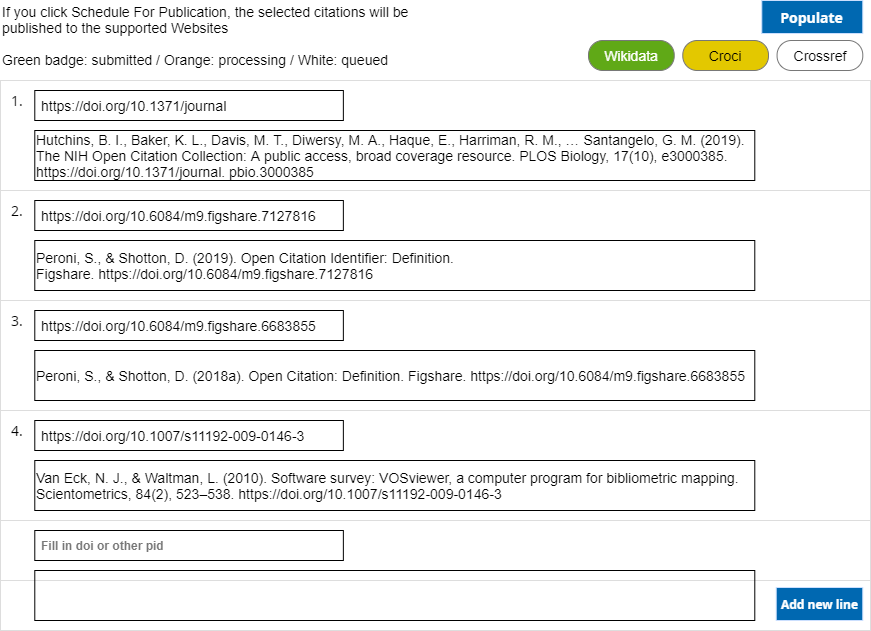 If you click Schedule For Publication, the selected citations will be
published to the supported Websites
Populate
Green badge: submitted / Orange: processing / White: queued
Wikidata
Croci
Crossref
1.
https://doi.org/10.1371/journal
Hutchins, B. I., Baker, K. L., Davis, M. T., Diwersy, M. A., Haque, E., Harriman, R. M., … Santangelo, G. M. (2019).
The NIH Open Citation Collection: A public access, broad coverage resource. PLOS Biology, 17(10), e3000385.
https://doi.org/10.1371/journal. pbio.3000385
2.
https://doi.org/10.6084/m9.figshare.7127816
Peroni, S., & Shotton, D. (2019). Open Citation Identifier: Definition.
Figshare. https://doi.org/10.6084/m9.figshare.7127816
3.
https://doi.org/10.6084/m9.figshare.6683855
Peroni, S., & Shotton, D. (2018a). Open Citation: Definition. Figshare. https://doi.org/10.6084/m9.figshare.6683855
4.
https://doi.org/10.1007/s11192-009-0146-3
Van Eck, N. J., & Waltman, L. (2010). Software survey: VOSviewer, a computer program for bibliometric mapping.
Scientometrics, 84(2), 523–538. https://doi.org/10.1007/s11192-009-0146-3
Fill in doi or other pid
Add new line